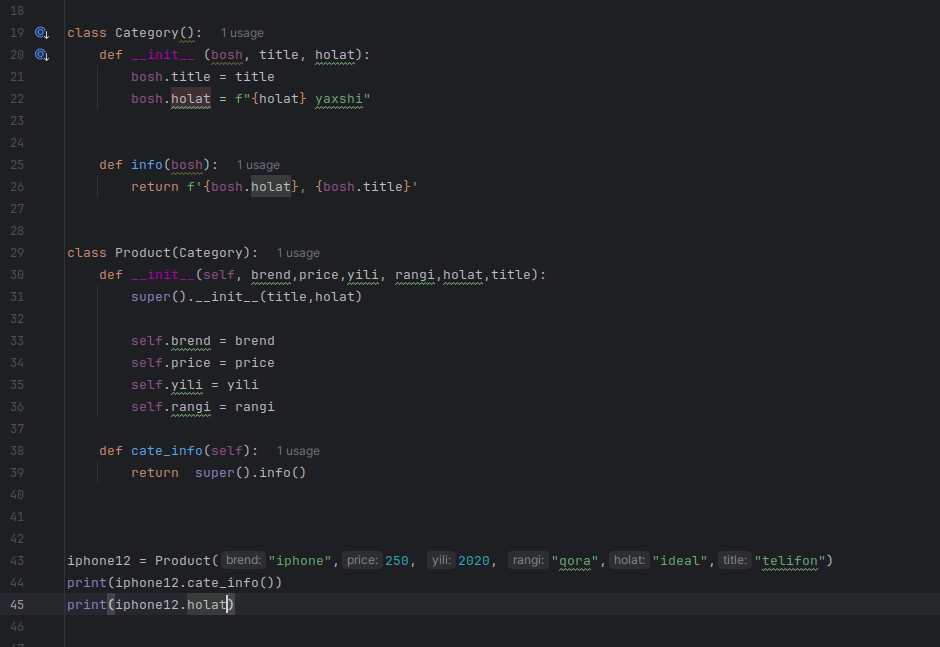 18
19 class Category(): 1 usage
20 def __init__ (bosh, title, holat):
21 bosh.title = title
22 bosh.holat = f"{holat} yaxshi"
23
24
25 def info(bosh): 1 usage
26 return f'{bosh.holat}, {bosh.title}'
27
28
29 class Product(Category): 1 usage
30 def __init__(self, brend,price,yili, rangi,holat,title):
31 super().__init__(title,holat)
32
33 self.brend = brend
34 self.price = price
35 self.yili = yili
36 self.rangi = rangi
37
38 def cate_info(self): 1 usage
39 return  super().info()
40
41
42
43 iphone12 = Product( brend: "iphone", price: 250, yili: 2020, rangi: "qora", holat: "ideal", title: "telifon")
44 print(iphone12.cate_info())
45 print(iphone12.holat)
46